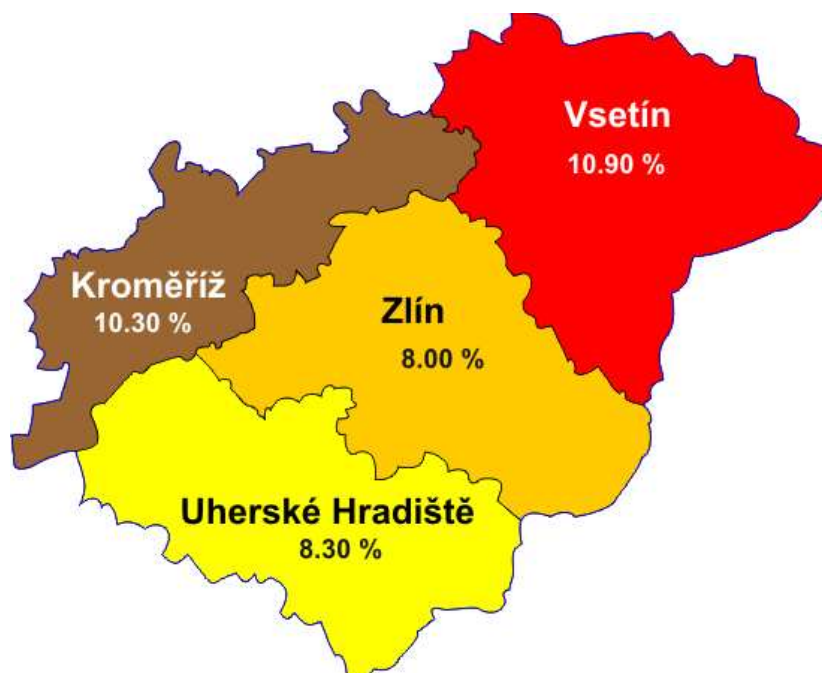 Vsetín
10.90 %
Kroměříž
10.30 %
Zlín
8.00 %
Uherské Hradiště
8.30 %